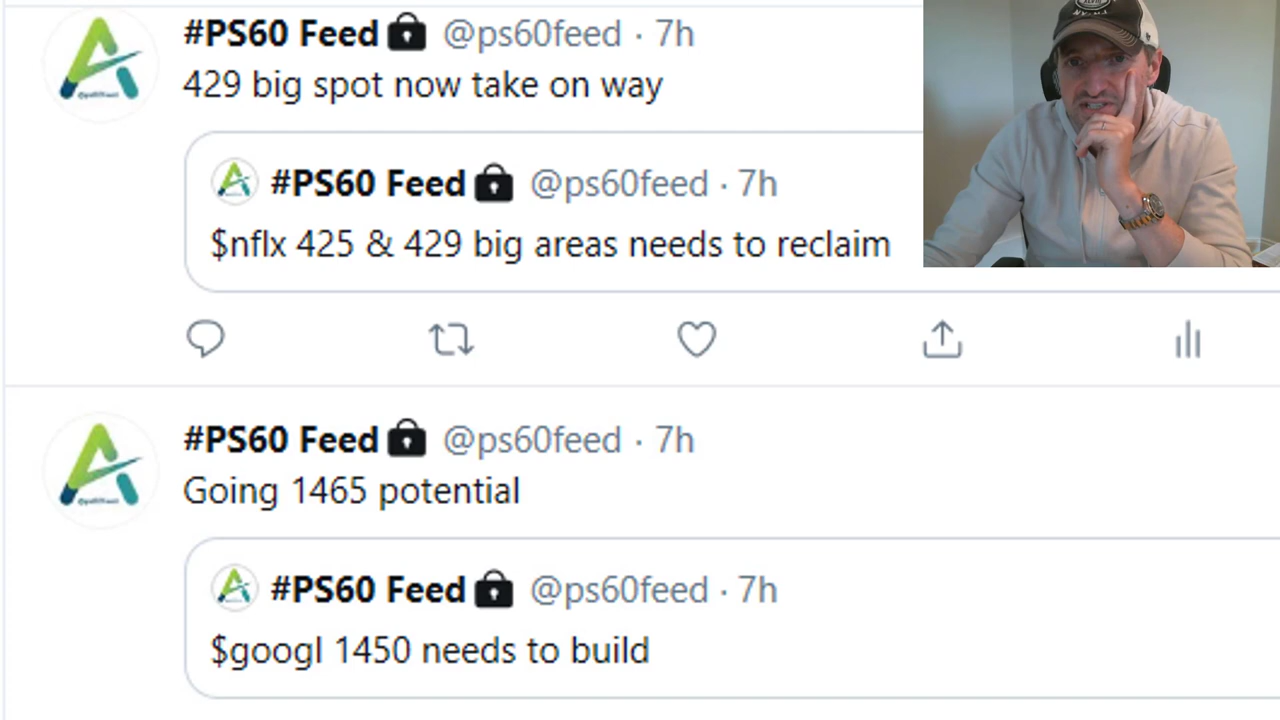 #PS60 Feed @ps60feed · 7h
429 big spot now take on way
#PS60 Feed @ps60feed · 7h
$nflx 425 & 429 big areas needs to reclaim
#PS60 Feed @ps60feed · 7h
Going 1465 potential
#PS60 Feed @ps60feed · 7h
$googl 1450 needs to build